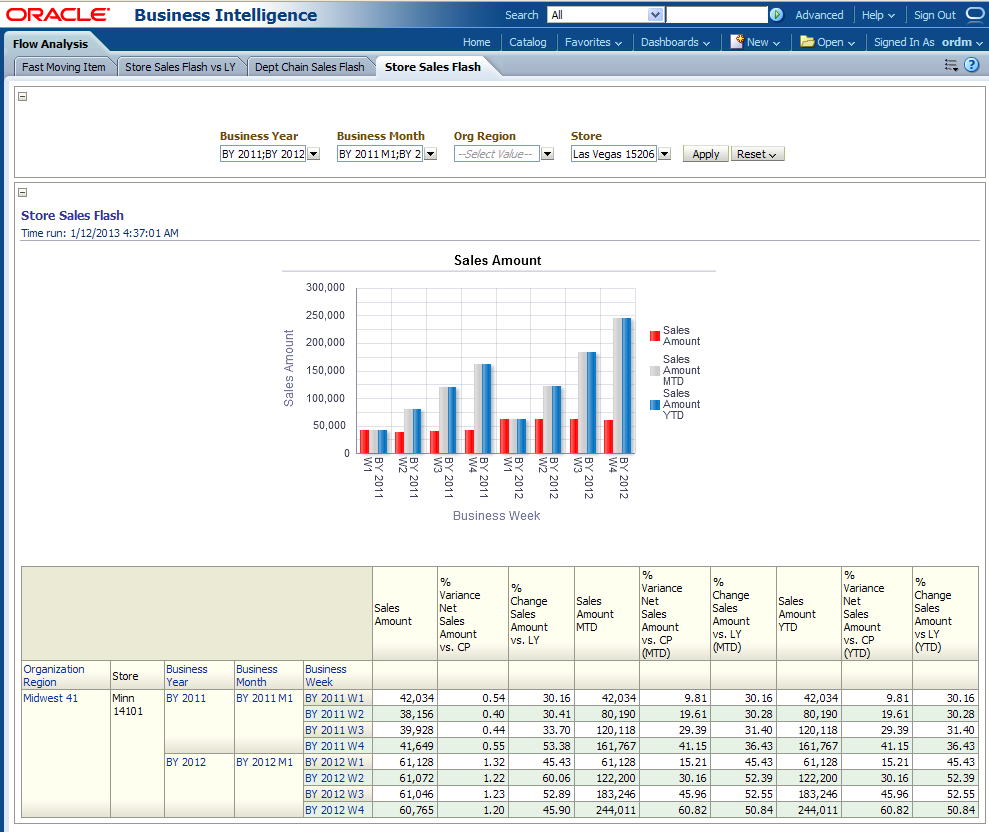 ORACLE Business Intelligence Search All Advanced Help Sign Out
Flow Analysis Home Catalog Favorites Dashboards New Open Signed In As ordm
Fast Moving Item Store Sales Flash vs LY Dept Chain Sales Flash Store Sales Flash
Business Year Business Month Org Region Store
BY 2011;BY 2012 BY 2011 M1;BY 2 --Select Value-- Las Vegas 15206 Apply Reset
Store Sales Flash
Time run: 1/12/2013 4:37:01 AM
Sales Amount
300,000
250,000
200,000
150,000
100,000
50,000
0
Sales Amount
W1 BY 2011 W2 BY 2011 W3 BY 2011 W4 BY 2011 W1 BY 2012 W2 BY 2012 W3 BY 2012 W4 BY 2012
Business Week
Sales
Amount
Sales
Amount
MTD
Sales
Amount
YTD
Sales Amount % Variance Net Sales Amount vs. CP % Change Sales Amount vs. LY Sales Amount MTD % Variance Net Sales Amount vs. CP (MTD) % Change Sales Amount vs. LY (MTD) Sales Amount YTD % Variance Net Sales Amount vs. CP (YTD) % Change Sales Amount vs LY (YTD)
Organization Region Store Business Year Business Month Business Week
Midwest 41 Minn 14101 BY 2011 BY 2011 M1 BY 2011 W1 42,034 0.54 30.16 42,034 9.81 30.16 42,034 9.81 30.16
BY 2011 W2 38,156 0.40 30.41 80,190 19.61 30.28 80,190 19.61 30.28
BY 2011 W3 39,928 0.44 33.70 120,118 29.39 31.40 120,118 29.39 31.40
BY 2011 W4 41,649 0.55 53.38 161,767 41.15 36.43 161,767 41.15 36.43
BY 2012 BY 2012 M1 BY 2012 W1 61,128 1.32 45.43 61,128 15.21 45.43 61,128 15.21 45.43
BY 2012 W2 61,072 1.22 60.06 122,200 30.16 52.39 122,200 30.16 52.39
BY 2012 W3 61,046 1.23 52.89 183,246 45.96 52.55 183,246 45.96 52.55
BY 2012 W4 60,765 1.20 45.90 244,011 60.82 50.84 244,011 60.82 50.84